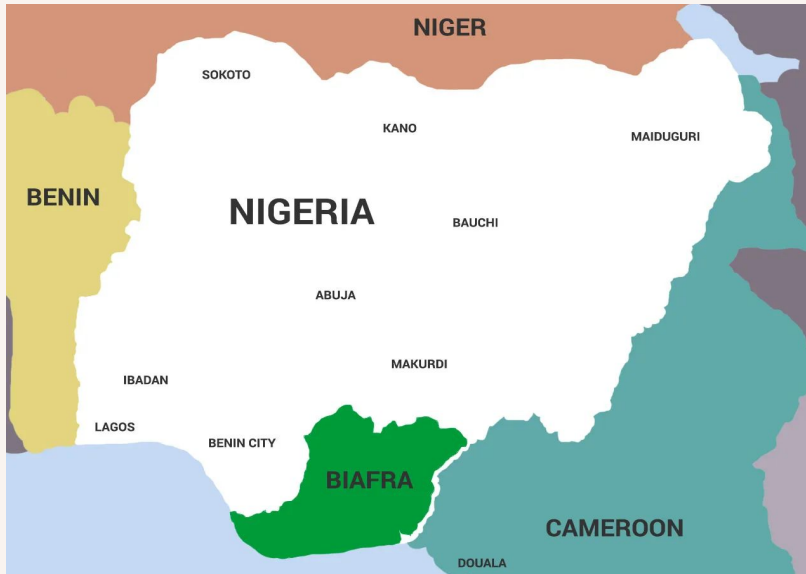 NIGER
SOKOTO
KANO
MAIDUGURI
BENIN
NIGERIA
BAUCHI
ABUJA
MAKURDI
IBADAN
LAGOS
BENIN CITY
BIAFRA
CAMEROON
DOUALA